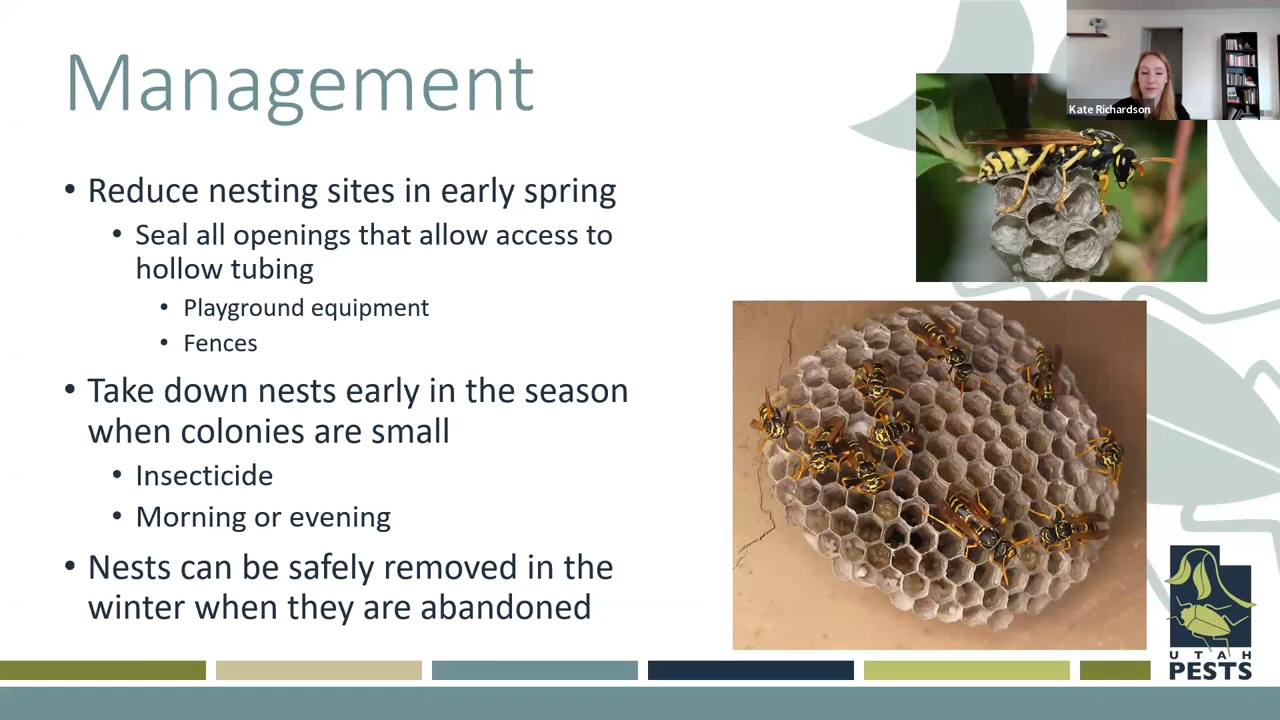 Management
Kate Richardson
• Reduce nesting sites in early spring
• Seal all openings that allow access to
hollow tubing
• Playground equipment
• Fences
• Take down nests early in the season
when colonies are small
• Insecticide
• Morning or evening
• Nests can be safely removed in the
winter when they are abandoned
UTAH
PESTS